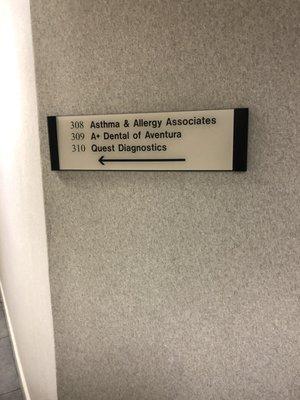 308 Asthma & Allergy Associates
309 A+ Dental of Aventura
310 Quest Diagnostics